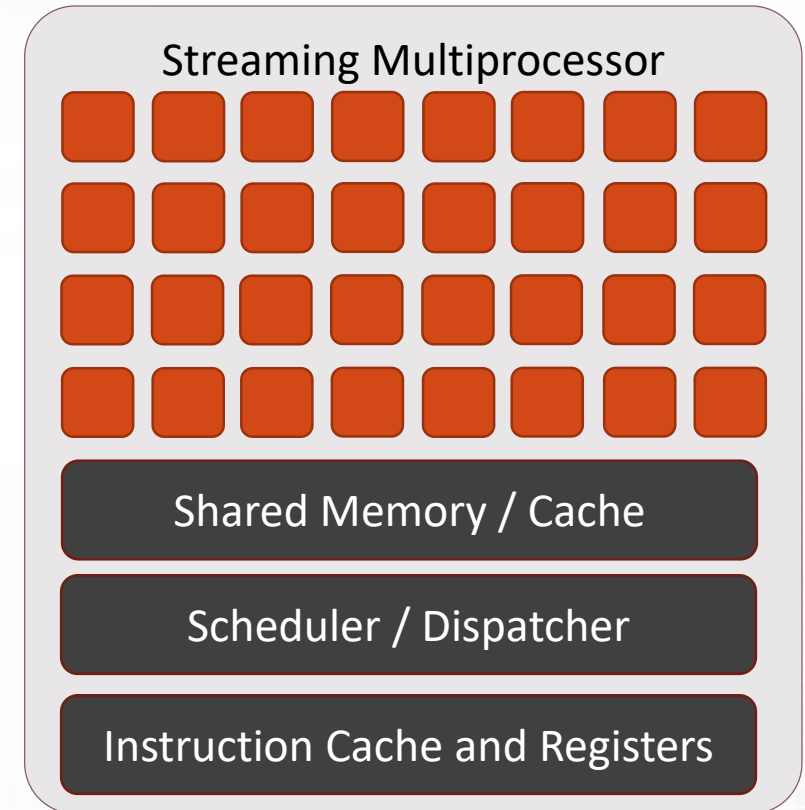 Streaming Multiprocessor
Shared Memory / Cache
Scheduler / Dispatcher
Instruction Cache and Registers